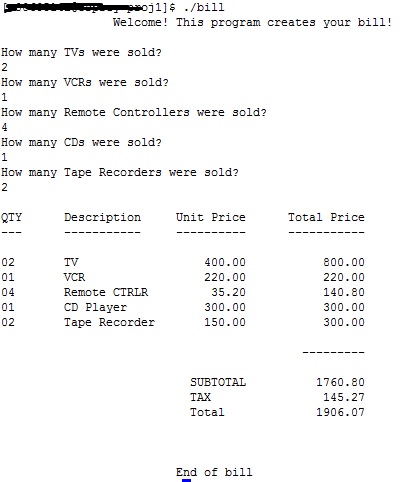 proj1]$ ./bill
Welcome! This program creates your bill!
How many TVs were sold?
2
How many VCRs were sold?
1
How many Remote Controllers were sold?
4
How many CDs were sold?
1
How many Tape Recorders were sold?
2
QTY Description Unit Price Total Price
--- ----------- ---------- -----------
02 TV 400.00 800.00
01 VCR 220.00 220.00
04 Remote CTRLR 35.20 140.80
01 CD Player 300.00 300.00
02 Tape Recorder 150.00 300.00
---------
SUBTOTAL 1760.80
TAX 145.27
Total 1906.07
End of bill